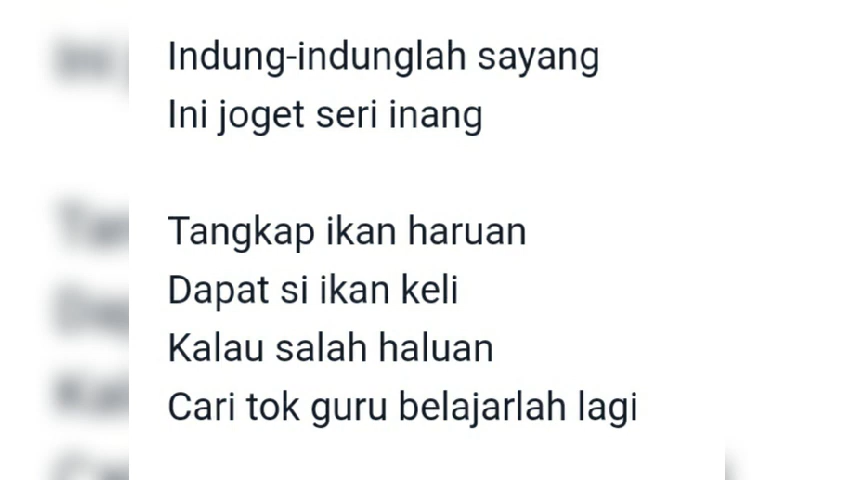 Indung-indunglah sayang
Ini joget seri inang
Tangkap ikan haruan
Dapat si ikan keli
Kalau salah haluan
Cari tok guru belajarlah lagi